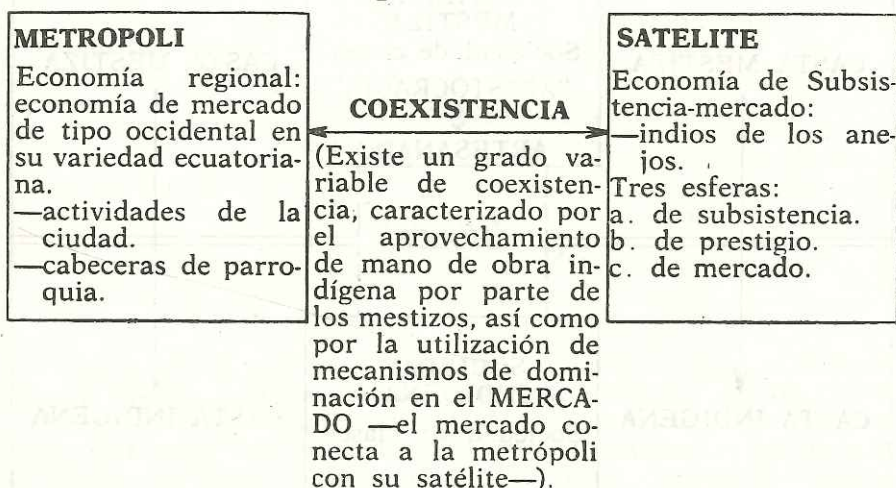 METROPOLI
Economía regional:
economía de mercado
de tipo occidental en
su variedad ecuatoria-
na.
—actividades de la
ciudad.
—cabeceras de parro-
quia.
COEXISTENCIA
(Existe un grado va-
riable de coexisten-
cia, caracterizado por
el aprovechamiento
de mano de obra in-
dígena por parte de
los mestizos, así como
por la utilización de
mecanismos de domi-
nación en el MERCA-
DO —el mercado co-
necta a la metrópoli
con su satélite—).
SATELITE
Economía de Subsis-
tencia-mercado:
—indios de los ane-
jos.
Tres esferas:
a. de subsistencia.
b. de prestigio.
c. de mercado.